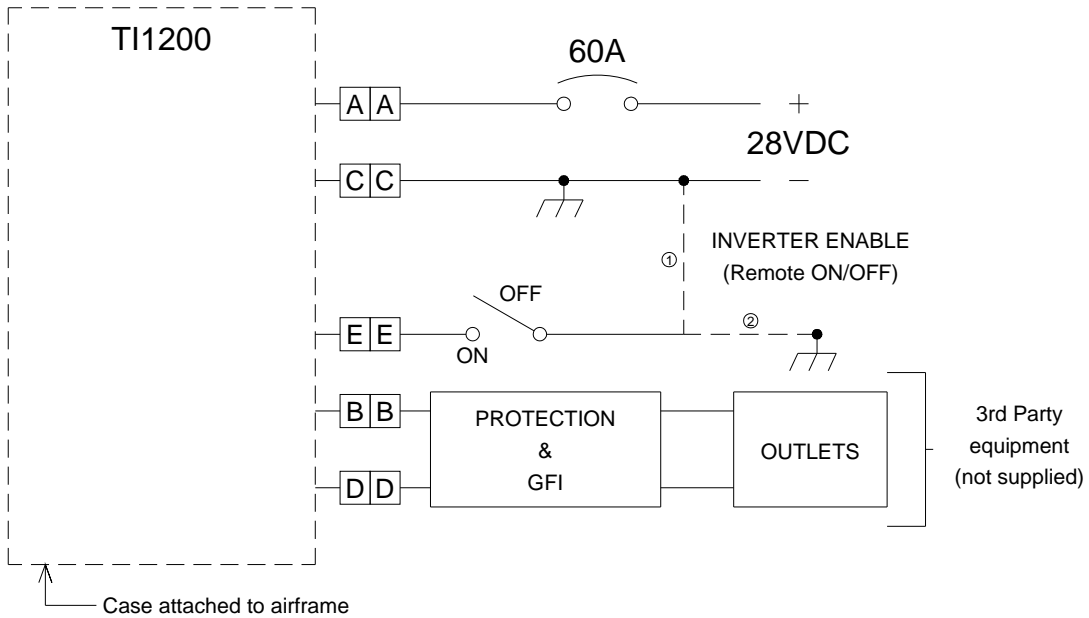 TI1200
60A
A A
+
28VDC
C C
−
INVERTER ENABLE
(Remote ON/OFF)
①
OFF
②
E E
ON
B B
PROTECTION
&
GFI
OUTLETS
3rd Party
equipment
(not supplied)
D D
Case attached to airframe